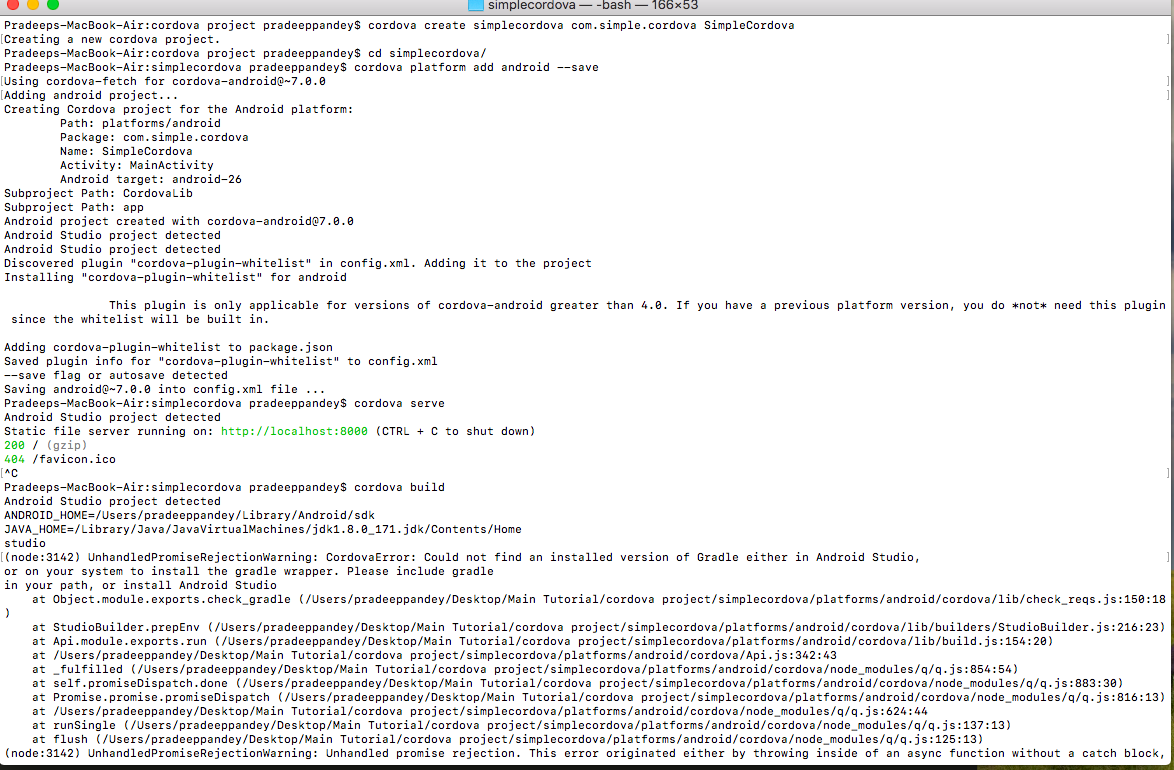 simplecordova — -bash — 166×53
Pradeeps-MacBook-Air:cordova project pradeeppandey$ cordova create simplecordova com.simple.cordova SimpleCordova
[Creating a new cordova project. ]
Pradeeps-MacBook-Air:cordova project pradeeppandey$ cd simplecordova/
Pradeeps-MacBook-Air:simplecordova pradeeppandey$ cordova platform add android --save
[Using cordova-fetch for cordova-android@~7.0.0 ]
[Adding android project... ]
Creating Cordova project for the Android platform:
        Path: platforms/android
        Package: com.simple.cordova
        Name: SimpleCordova
        Activity: MainActivity
        Android target: android-26
Subproject Path: CordovaLib
Subproject Path: app
Android project created with cordova-android@7.0.0
Android Studio project detected
Android Studio project detected
Discovered plugin "cordova-plugin-whitelist" in config.xml. Adding it to the project
Installing "cordova-plugin-whitelist" for android
               This plugin is only applicable for versions of cordova-android greater than 4.0. If you have a previous platform version, you do *not* need this plugin
 since the whitelist will be built in.
Adding cordova-plugin-whitelist to package.json
Saved plugin info for "cordova-plugin-whitelist" to config.xml
--save flag or autosave detected
Saving android@~7.0.0 into config.xml file ...
Pradeeps-MacBook-Air:simplecordova pradeeppandey$ cordova serve
Android Studio project detected
Static file server running on: http://localhost:8000 (CTRL + C to shut down)
200 / (gzip)
404 /favicon.ico
[^C ]
Pradeeps-MacBook-Air:simplecordova pradeeppandey$ cordova build
Android Studio project detected
ANDROID_HOME=/Users/pradeeppandey/Library/Android/sdk
JAVA_HOME=/Library/Java/JavaVirtualMachines/jdk1.8.0_171.jdk/Contents/Home
studio
[(node:3142) UnhandledPromiseRejectionWarning: CordovaError: Could not find an installed version of Gradle either in Android Studio, ]
or on your system to install the gradle wrapper. Please include gradle
in your path, or install Android Studio
    at Object.module.exports.check_gradle (/Users/pradeeppandey/Desktop/Main Tutorial/cordova project/simplecordova/platforms/android/cordova/lib/check_reqs.js:150:18
)
    at StudioBuilder.prepEnv (/Users/pradeeppandey/Desktop/Main Tutorial/cordova project/simplecordova/platforms/android/cordova/lib/builders/StudioBuilder.js:216:23)
    at Api.module.exports.run (/Users/pradeeppandey/Desktop/Main Tutorial/cordova project/simplecordova/platforms/android/cordova/lib/build.js:154:20)
    at /Users/pradeeppandey/Desktop/Main Tutorial/cordova project/simplecordova/platforms/android/cordova/Api.js:342:43
    at _fulfilled (/Users/pradeeppandey/Desktop/Main Tutorial/cordova project/simplecordova/platforms/android/cordova/node_modules/q/q.js:854:54)
    at self.promiseDispatch.done (/Users/pradeeppandey/Desktop/Main Tutorial/cordova project/simplecordova/platforms/android/cordova/node_modules/q/q.js:883:30)
    at Promise.promise.promiseDispatch (/Users/pradeeppandey/Desktop/Main Tutorial/cordova project/simplecordova/platforms/android/cordova/node_modules/q/q.js:816:13)
    at /Users/pradeeppandey/Desktop/Main Tutorial/cordova project/simplecordova/platforms/android/cordova/node_modules/q/q.js:624:44
    at runSingle (/Users/pradeeppandey/Desktop/Main Tutorial/cordova project/simplecordova/platforms/android/cordova/node_modules/q/q.js:137:13)
    at flush (/Users/pradeeppandey/Desktop/Main Tutorial/cordova project/simplecordova/platforms/android/cordova/node_modules/q/q.js:125:13)
(node:3142) UnhandledPromiseRejectionWarning: Unhandled promise rejection. This error originated either by throwing inside of an async function without a catch block,